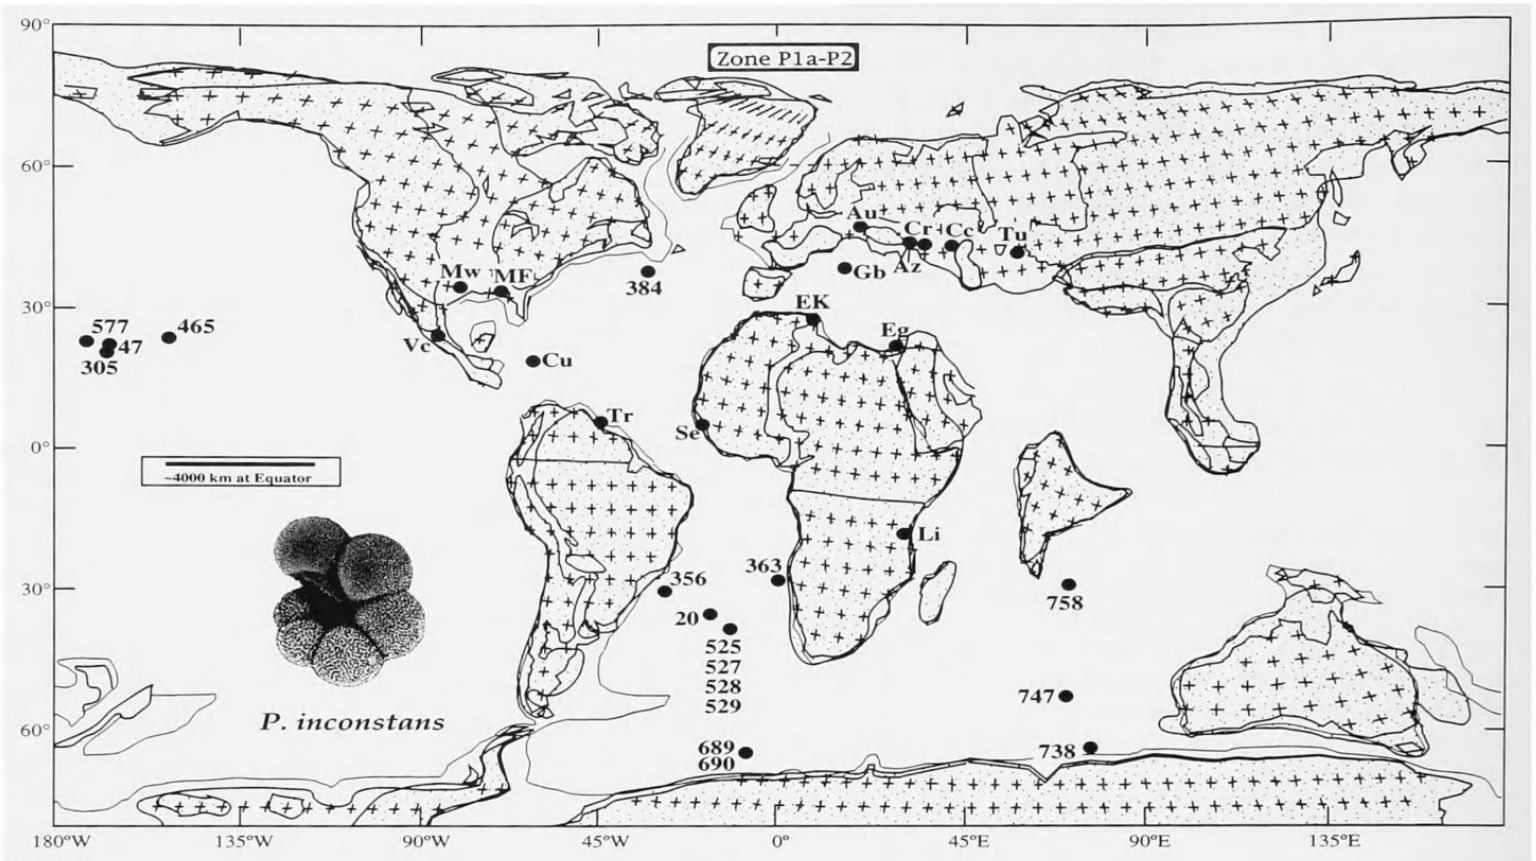 90°
Zone P1a-P2
60°
Au
Cr
Cc
Tu
Mw
MF
Gb
Az
384
30°
EK
577
465
47
305
Vc
Eg
Cu
Tr
Se
0°
~4000 km at Equator
Li
363
356
30°
758
20
525
527
528
529
747
P. inconstans
60°
689
690
738
180°W
135°W
90°W
45°W
0°
45°E
90°E
135°E